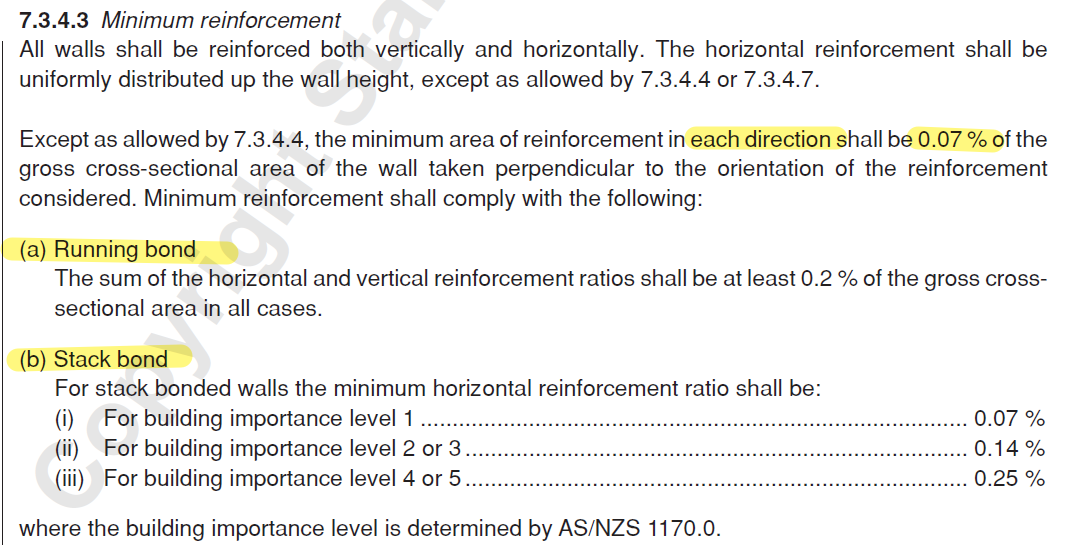 7.3.4.3 Minimum reinforcement
All walls shall be reinforced both vertically and horizontally. The horizontal reinforcement shall be
uniformly distributed up the wall height, except as allowed by 7.3.4.4 or 7.3.4.7.
Except as allowed by 7.3.4.4, the minimum area of reinforcement in each direction shall be 0.07 % of the
gross cross-sectional area of the wall taken perpendicular to the orientation of the reinforcement
considered. Minimum reinforcement shall comply with the following:
(a) Running bond
The sum of the horizontal and vertical reinforcement ratios shall be at least 0.2 % of the gross cross-
sectional area in all cases.
(b) Stack bond
For stack bonded walls the minimum horizontal reinforcement ratio shall be:
(i) For building importance level 1 .................................................................................. 0.07 %
(ii) For building importance level 2 or 3 ........................................................................... 0.14 %
(iii) For building importance level 4 or 5 ........................................................................... 0.25 %
where the building importance level is determined by AS/NZS 1170.0.
Copyright Sta